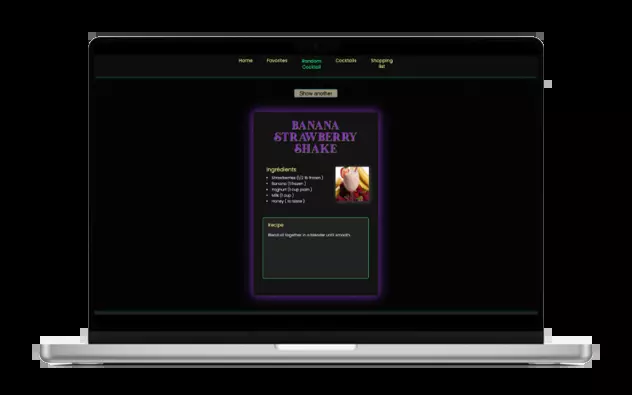 Home Favorites Random Cocktails Shopping
Cocktail list
Show another
BANANA
STRAWBERRY
SHAKE
Ingredients
Strawberries (1/2 lb frozen )
Banana (1 frozen )
Yoghurt (1 cup plain )
Milk (1 cup )
Honey ( to taste )
Recipe
Blend all together in a blender until smooth.